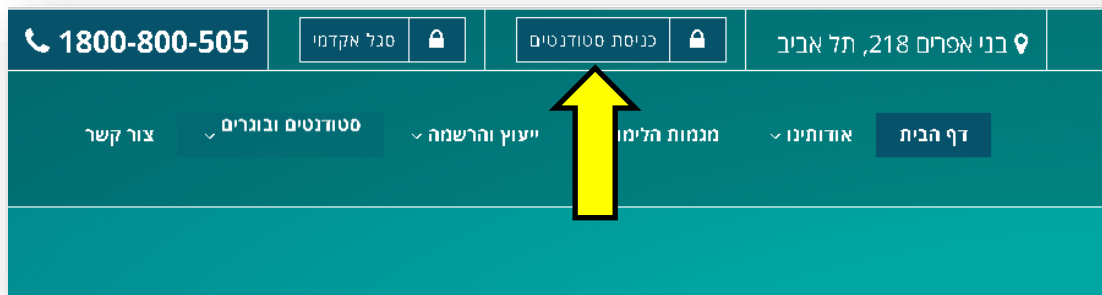 בני אפרים 218, תל אביב
כניסת סטודנטים
סגל אקדמי
1800-800-505
דף הבית
אודותינו
מגמות
ייעוץ והרשמה
סטודנטים ובוגרים
צור קשר